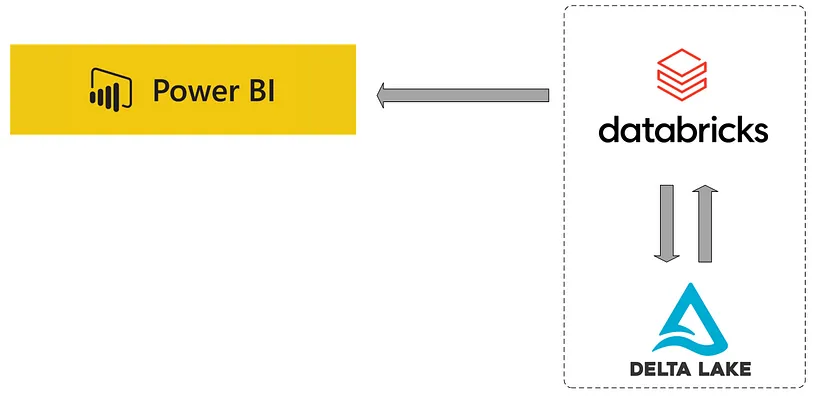 Power BI
databricks
DELTA LAKE